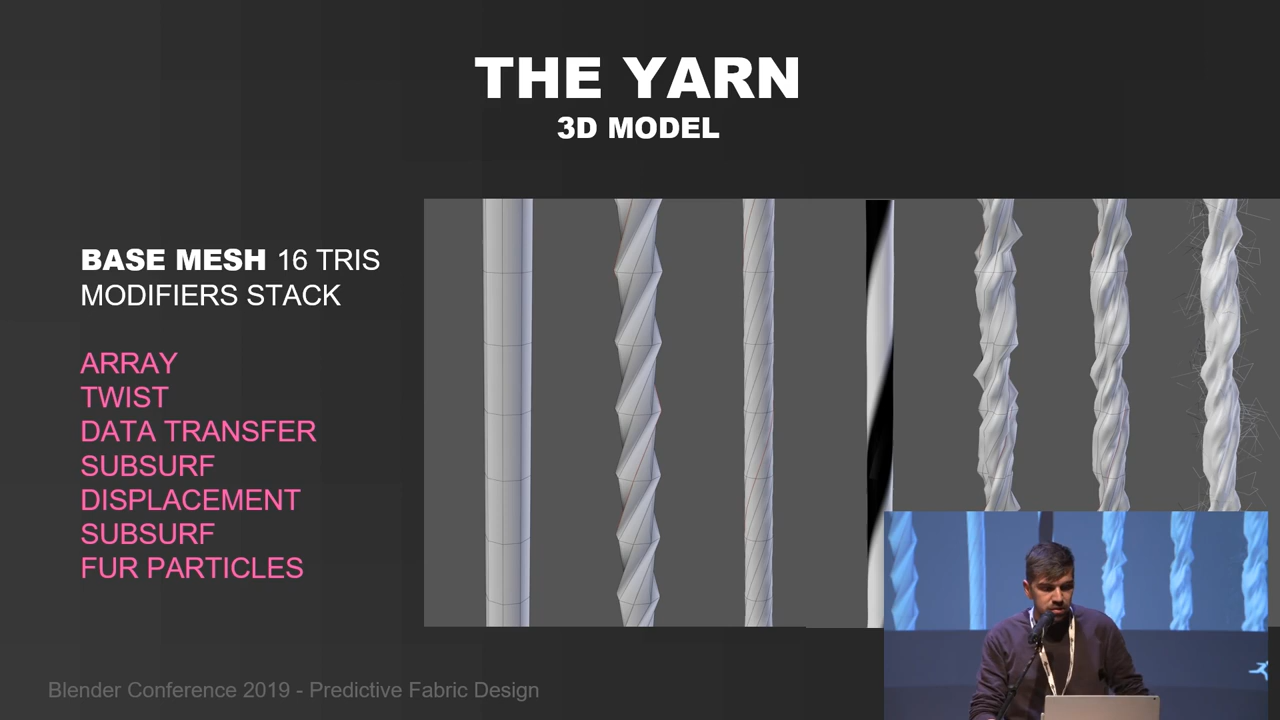 THE YARN
3D MODEL
BASE MESH 16 TRIS
MODIFIERS STACK
ARRAY
TWIST
DATA TRANSFER
SUBSURF
DISPLACEMENT
SUBSURF
FUR PARTICLES
Blender Conference 2019 - Predictive Fabric Design